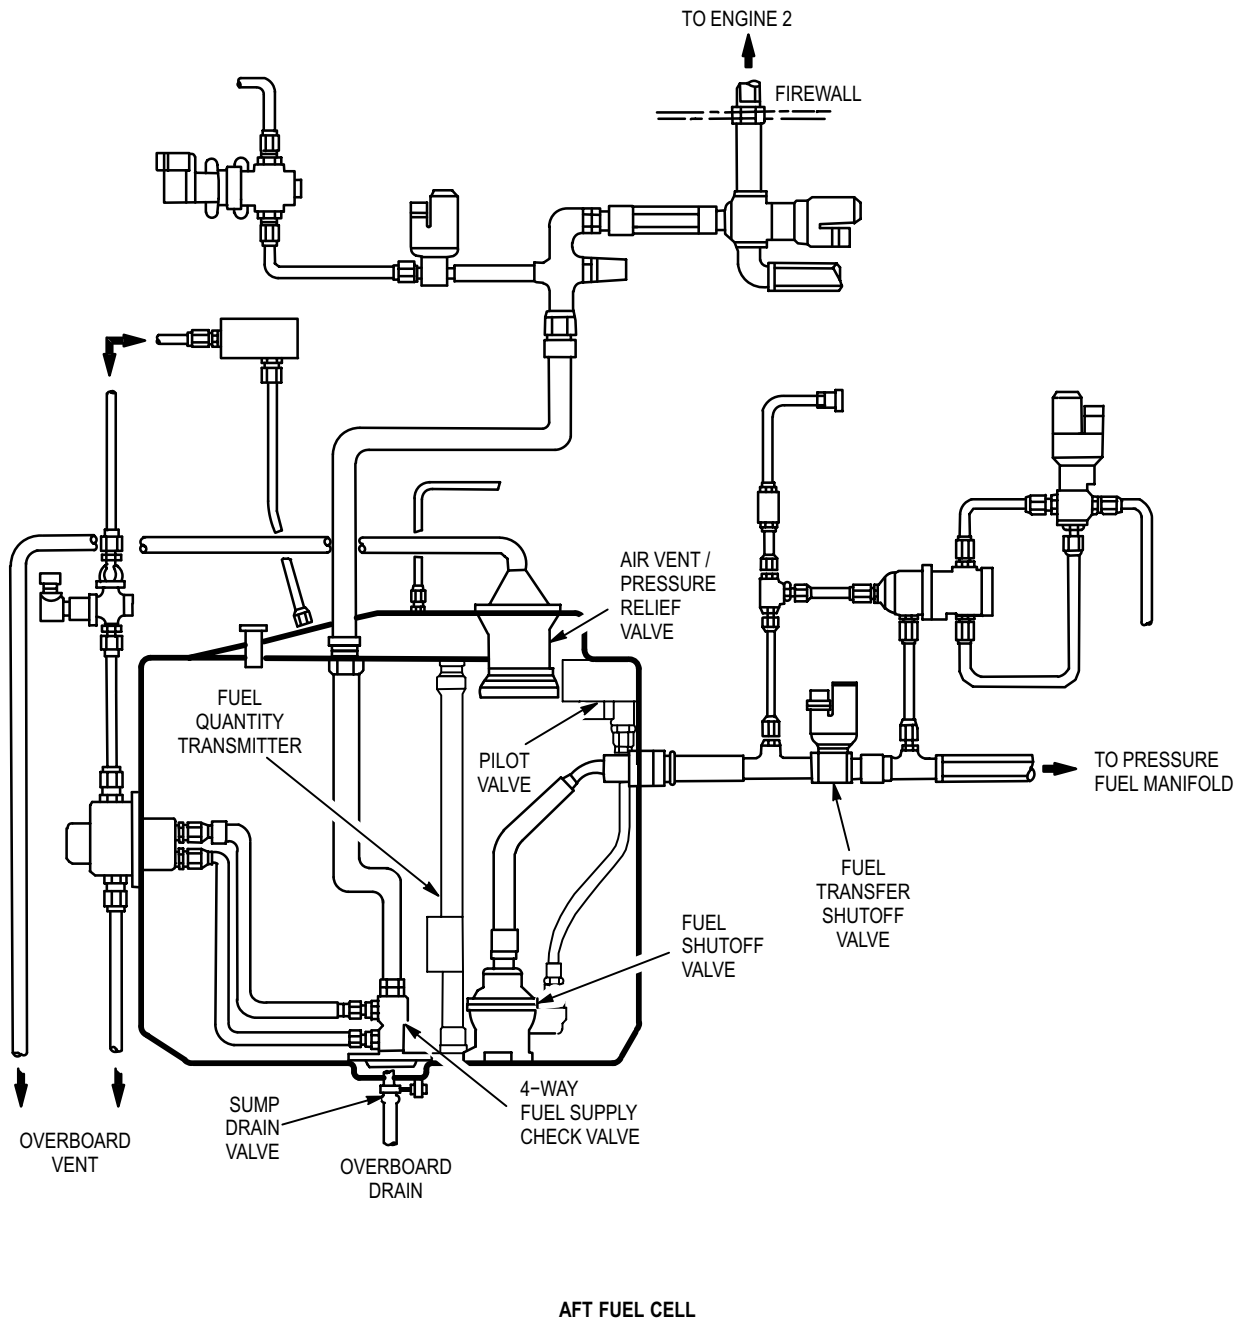 TO ENGINE 2
FIREWALL
AIR VENT /
PRESSURE
RELIEF
VALVE
FUEL
QUANTITY
TRANSMITTER
PILOT
VALVE
TO PRESSURE
FUEL MANIFOLD
FUEL
TRANSFER
SHUTOFF
VALVE
FUEL
SHUTOFF
VALVE
4−WAY
FUEL SUPPLY
CHECK VALVE
SUMP
DRAIN
VALVE
OVERBOARD
VENT
OVERBOARD
DRAIN
AFT FUEL CELL